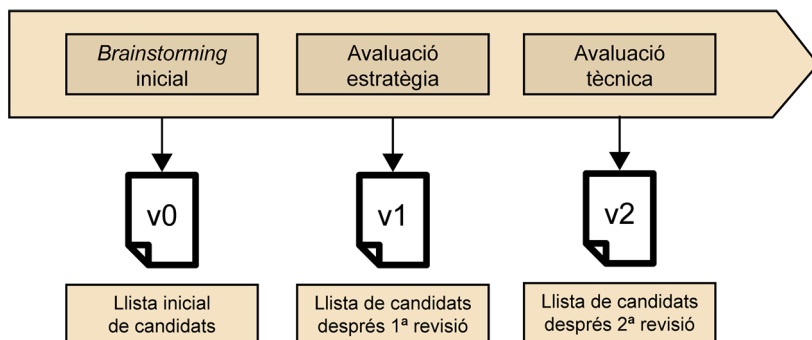 Brainstorming
inicial
Avaluació
estratègia
Avaluació
tècnica
v0
v1
v2
Llista inicial
de candidats
Llista de candidats
després 1ª revisió
Llista de candidats
després 2ª revisió